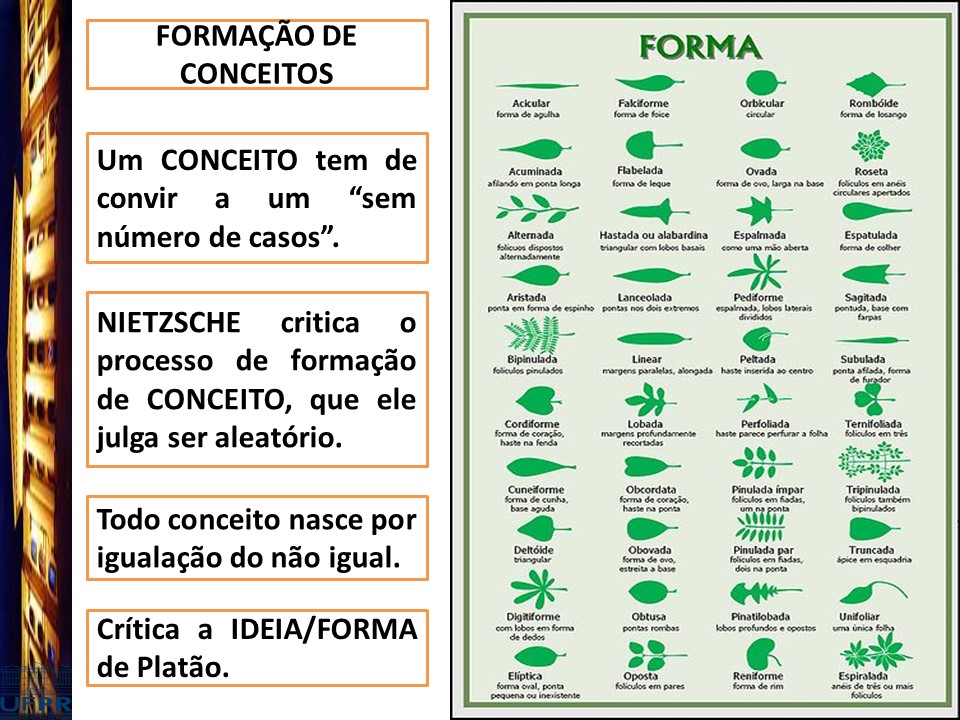 FORMAÇÃO DE
CONCEITOS
Um CONCEITO tem de
convir a um “sem
número de casos”.
NIETZSCHE critica o
processo de formação
de CONCEITO, que ele
julga ser aleatório.
Todo conceito nasce por
igualação do não igual.
Crítica a IDEIA/FORMA
de Platão.
UFPR
FORMA
Acicular
forma de agulha
Falciforme
forma de foice
Orbicular
circular
Rombóide
forma de losango
Acuminada
afilando em ponta longa
Flabelada
forma de leque
Ovada
forma de ovo, larga na base
Roseta
folículos em anéis
circulares apertados
Alternada
folícuos dispostos
alternadamente
Hastada ou alabardina
triangular com lobos basais
Espalmada
como uma mão aberta
Espatulada
forma de colher
Aristada
ponta em forma de espinho
Lanceolada
pontas nos dois extremos
Pediforme
espalmada, lobos laterais
divididos
Sagitada
pontuda, base com
farpas
Bipinulada
folículos pinulados
Linear
margens paralelas, alongada
Peltada
haste inserida ao centro
Subulada
ponta afilada, forma
de furador
Cordiforme
forma de coração,
haste na fenda
Lobada
margens profundamente
recortadas
Perfoliada
haste parece perfurar a folha
Ternifoliada
folículos em três
Cuneiforme
forma de cunha,
base aguda
Obcordata
forma de coração,
haste na ponta
Pinulada ímpar
folículos em fiadas,
um na ponta
Tripinulada
folículos também
bipinulados
Deltóide
triangular
Obovada
forma de ovo,
estreita a base
Pinulada par
folículos em fiadas,
dois na ponta
Truncada
ápice em esquadria
Digitiforme
com lobos em forma
de dedos
Obtusa
pontas rombas
Pinatilobada
lobos profundos e opostos
Unifoliar
uma única folha
Elíptica
forma oval, ponta
pequena ou inexistente
Oposta
folículos em pares
Reniforme
forma de rim
Espiralada
anéis de três ou mais
folículos